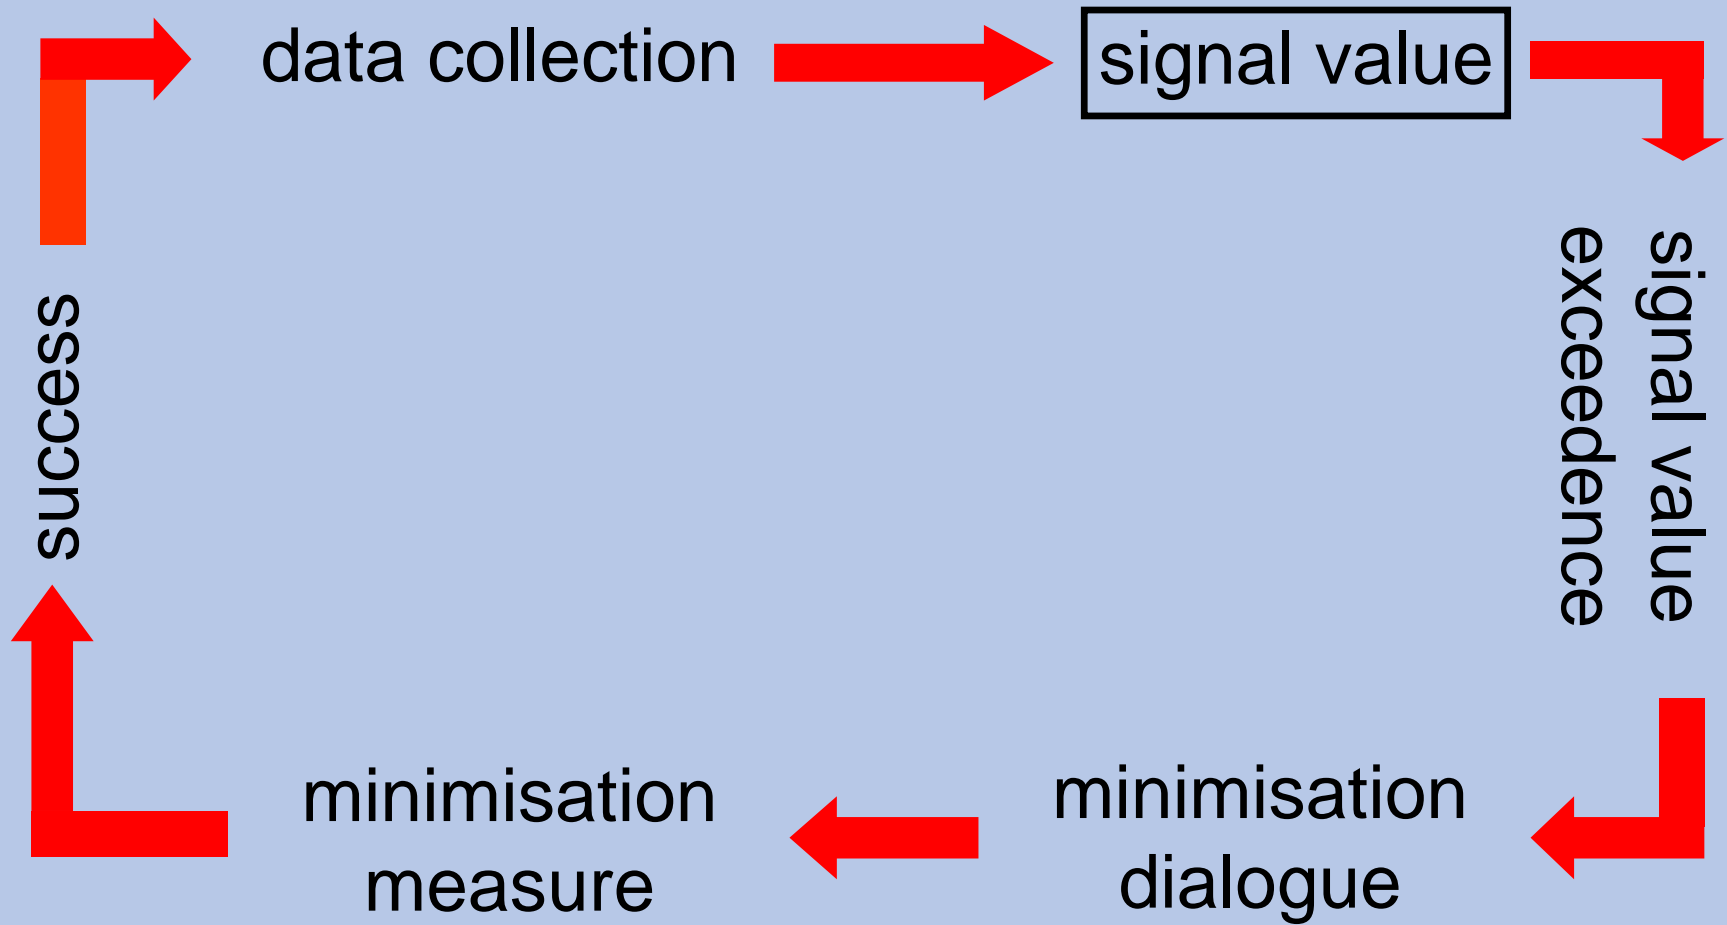 data collection
signal value
signal value
exceedence
minimisation
dialogue
minimisation
measure
success